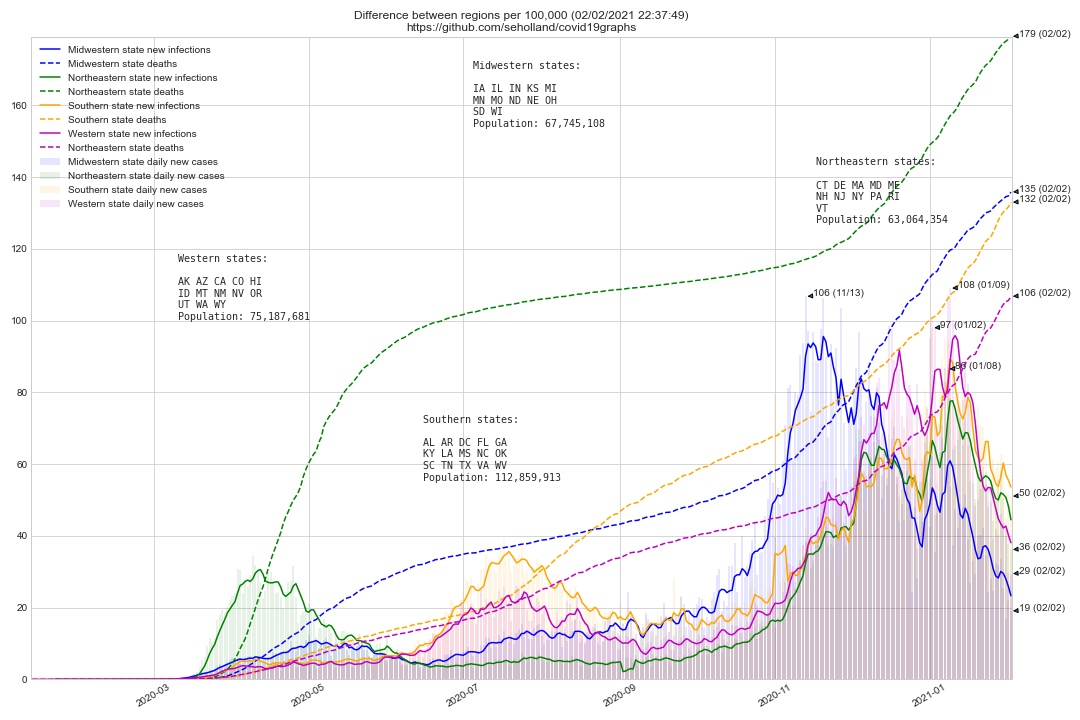 Difference between regions per 100,000 (02/02/2021 22:37:49)
https://github.com/seholland/covid19graphs
Midwestern state new infections
Midwestern state deaths
Northeastern state new infections
Northeastern state deaths
Southern state new infections
Southern state deaths
Western state new infections
Northeastern state deaths
Midwestern state daily new cases
Northeastern state daily new cases
Southern state daily new cases
Western state daily new cases
Midwestern states:
IA IL IN KS MI
MN MO ND NE OH
SD WI
Population: 67,745,108
Northeastern states:
CT DE MA MD ME
NH NJ NY PA RI
VT
Population: 63,064,354
Western states:
AK AZ CA CO HI
ID MT NM NV OR
UT WA WY
Population: 75,187,681
Southern states:
AL AR DC FL GA
KY LA MS NC OK
SC TN TX VA WV
Population: 112,859,913
179 (02/02)
135 (02/02)
132 (02/02)
108 (01/09)
106 (11/13)
106 (02/02)
97 (01/02)
(01/08)
50 (02/02)
36 (02/02)
29 (02/02)
19 (02/02)
160
140
120
100
80
60
40
20
0
2020-03
2020-05
2020-07
2020-09
2020-11
2021-01